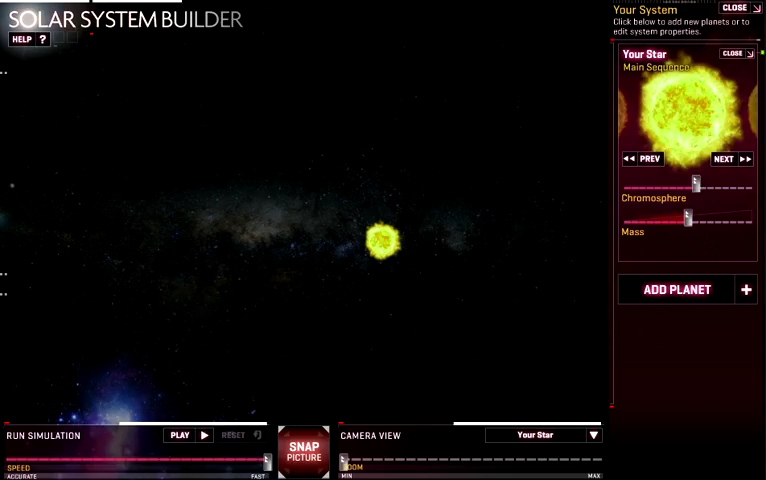 SOLAR SYSTEM BUILDER
HELP ?
Your System
CLOSE
Click below to add new planets or to
edit system properties.
Your Star
CLOSE
Main Sequence
PREV
NEXT
Chromosphere
Mass
ADD PLANET +
RUN SIMULATION
PLAY
RESET
SPEED
ACCURATE
FAST
SNAP
PICTURE
CAMERA VIEW
Your Star
MIN
MAX